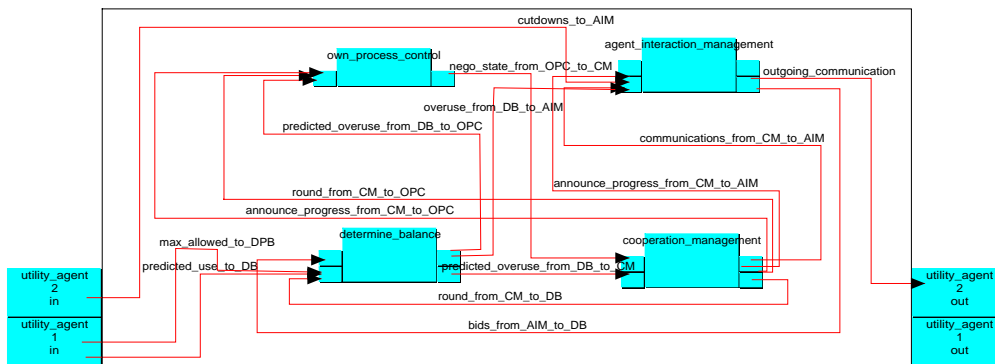 cutdowns_to_AIM
agent_interaction_management
own_process_control
nego_state_from_OPC_to_CM
outgoing_communication
overuse_from_DB_to_AIM
predicted_overuse_from_DB_to_OPC
communications_from_CM_to_AIM
announce_progress_from_CM_to_AIM
round_from_CM_to_OPC
announce_progress_from_CM_to_OPC
determine_balance
cooperation_management
max_allowed_to_DPB
predicted_use_to_DB
predicted_overuse_from_DB_to_CM
utility_agent
2
in
utility_agent
2
out
round_from_CM_to_DB
bids_from_AIM_to_DB
utility_agent
1
in
utility_agent
1
out